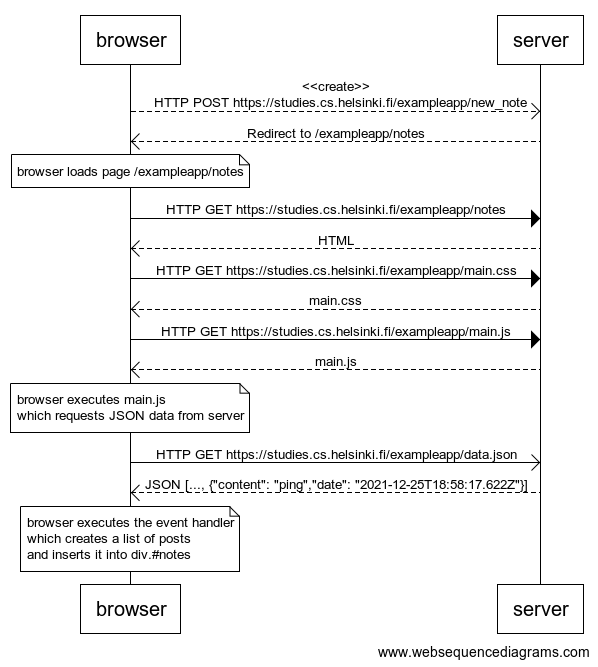 browser
server
<<create>>
HTTP POST https://studies.cs.helsinki.fi/exampleapp/new_note
Redirect to /exampleapp/notes
browser loads page /exampleapp/notes
HTTP GET https://studies.cs.helsinki.fi/exampleapp/notes
HTML
HTTP GET https://studies.cs.helsinki.fi/exampleapp/main.css
main.css
HTTP GET https://studies.cs.helsinki.fi/exampleapp/main.js
main.js
browser executes main.js
which requests JSON data from server
HTTP GET https://studies.cs.helsinki.fi/exampleapp/data.json
JSON [..., {"content": "ping","date": "2021-12-25T18:58:17.622Z"}]
browser executes the event handler
which creates a list of posts
and inserts it into div.#notes
browser
server
www.websequencediagrams.com